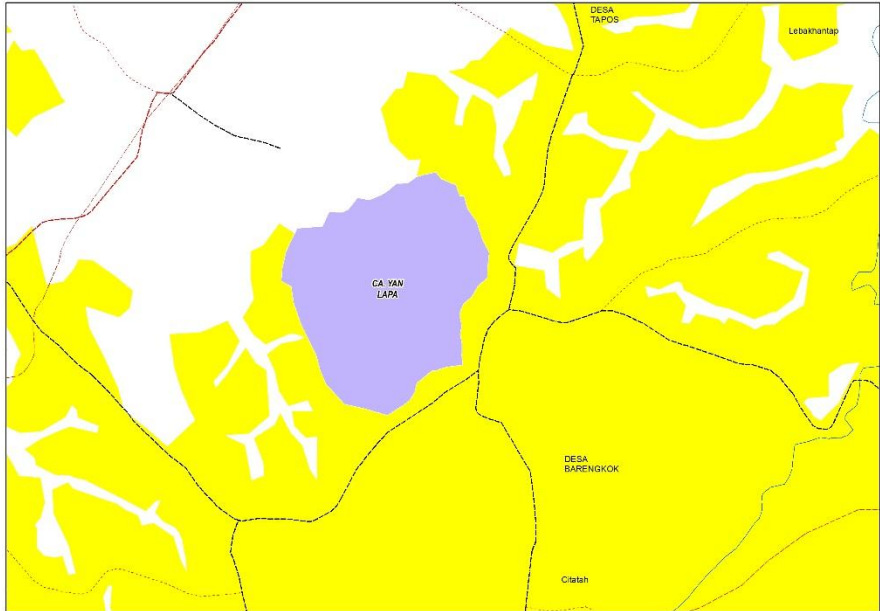 DESA
TAPOS
Lebakhantap
CA YAN
LAPA
DESA
BARENGKOK
Citatah